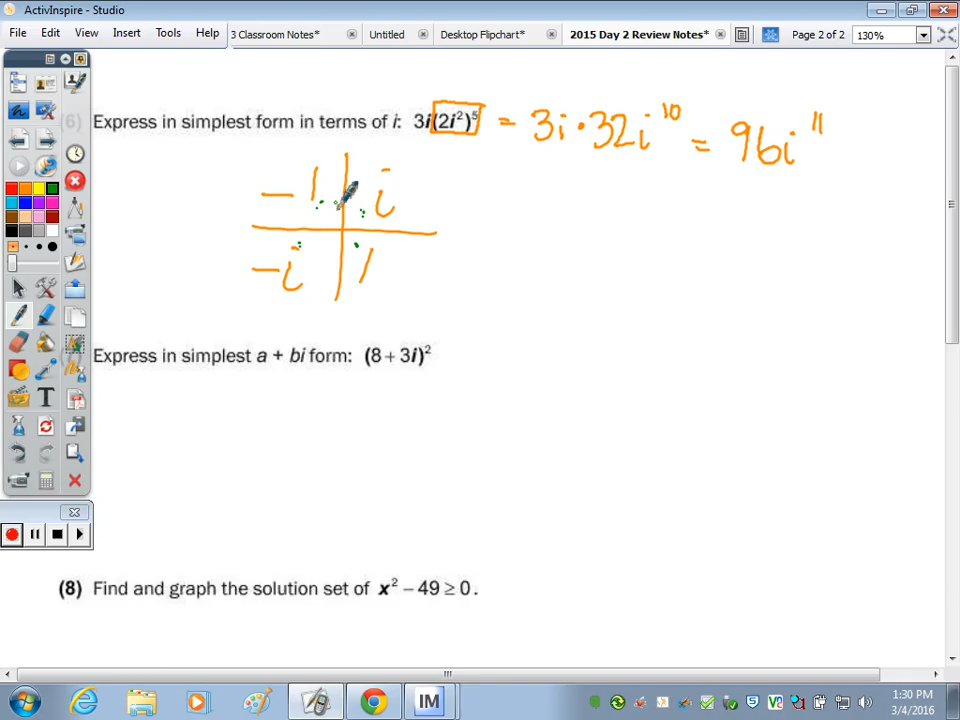 ActivInspire - Studio
File Edit View Insert Tools Help 3 Classroom Notes* Untitled Desktop Flipchart* 2015 Day 2 Review Notes* Page 2 of 2 130%
(6) Express in simplest form in terms of i: 3i(2i²)⁵ = 3i·32i¹⁰ = 96i¹¹
-1 i
-i 1
Express in simplest a + bi form: (8 + 3i)²
(8) Find and graph the solution set of x² – 49 ≥ 0.
IM
1:30 PM
3/4/2016